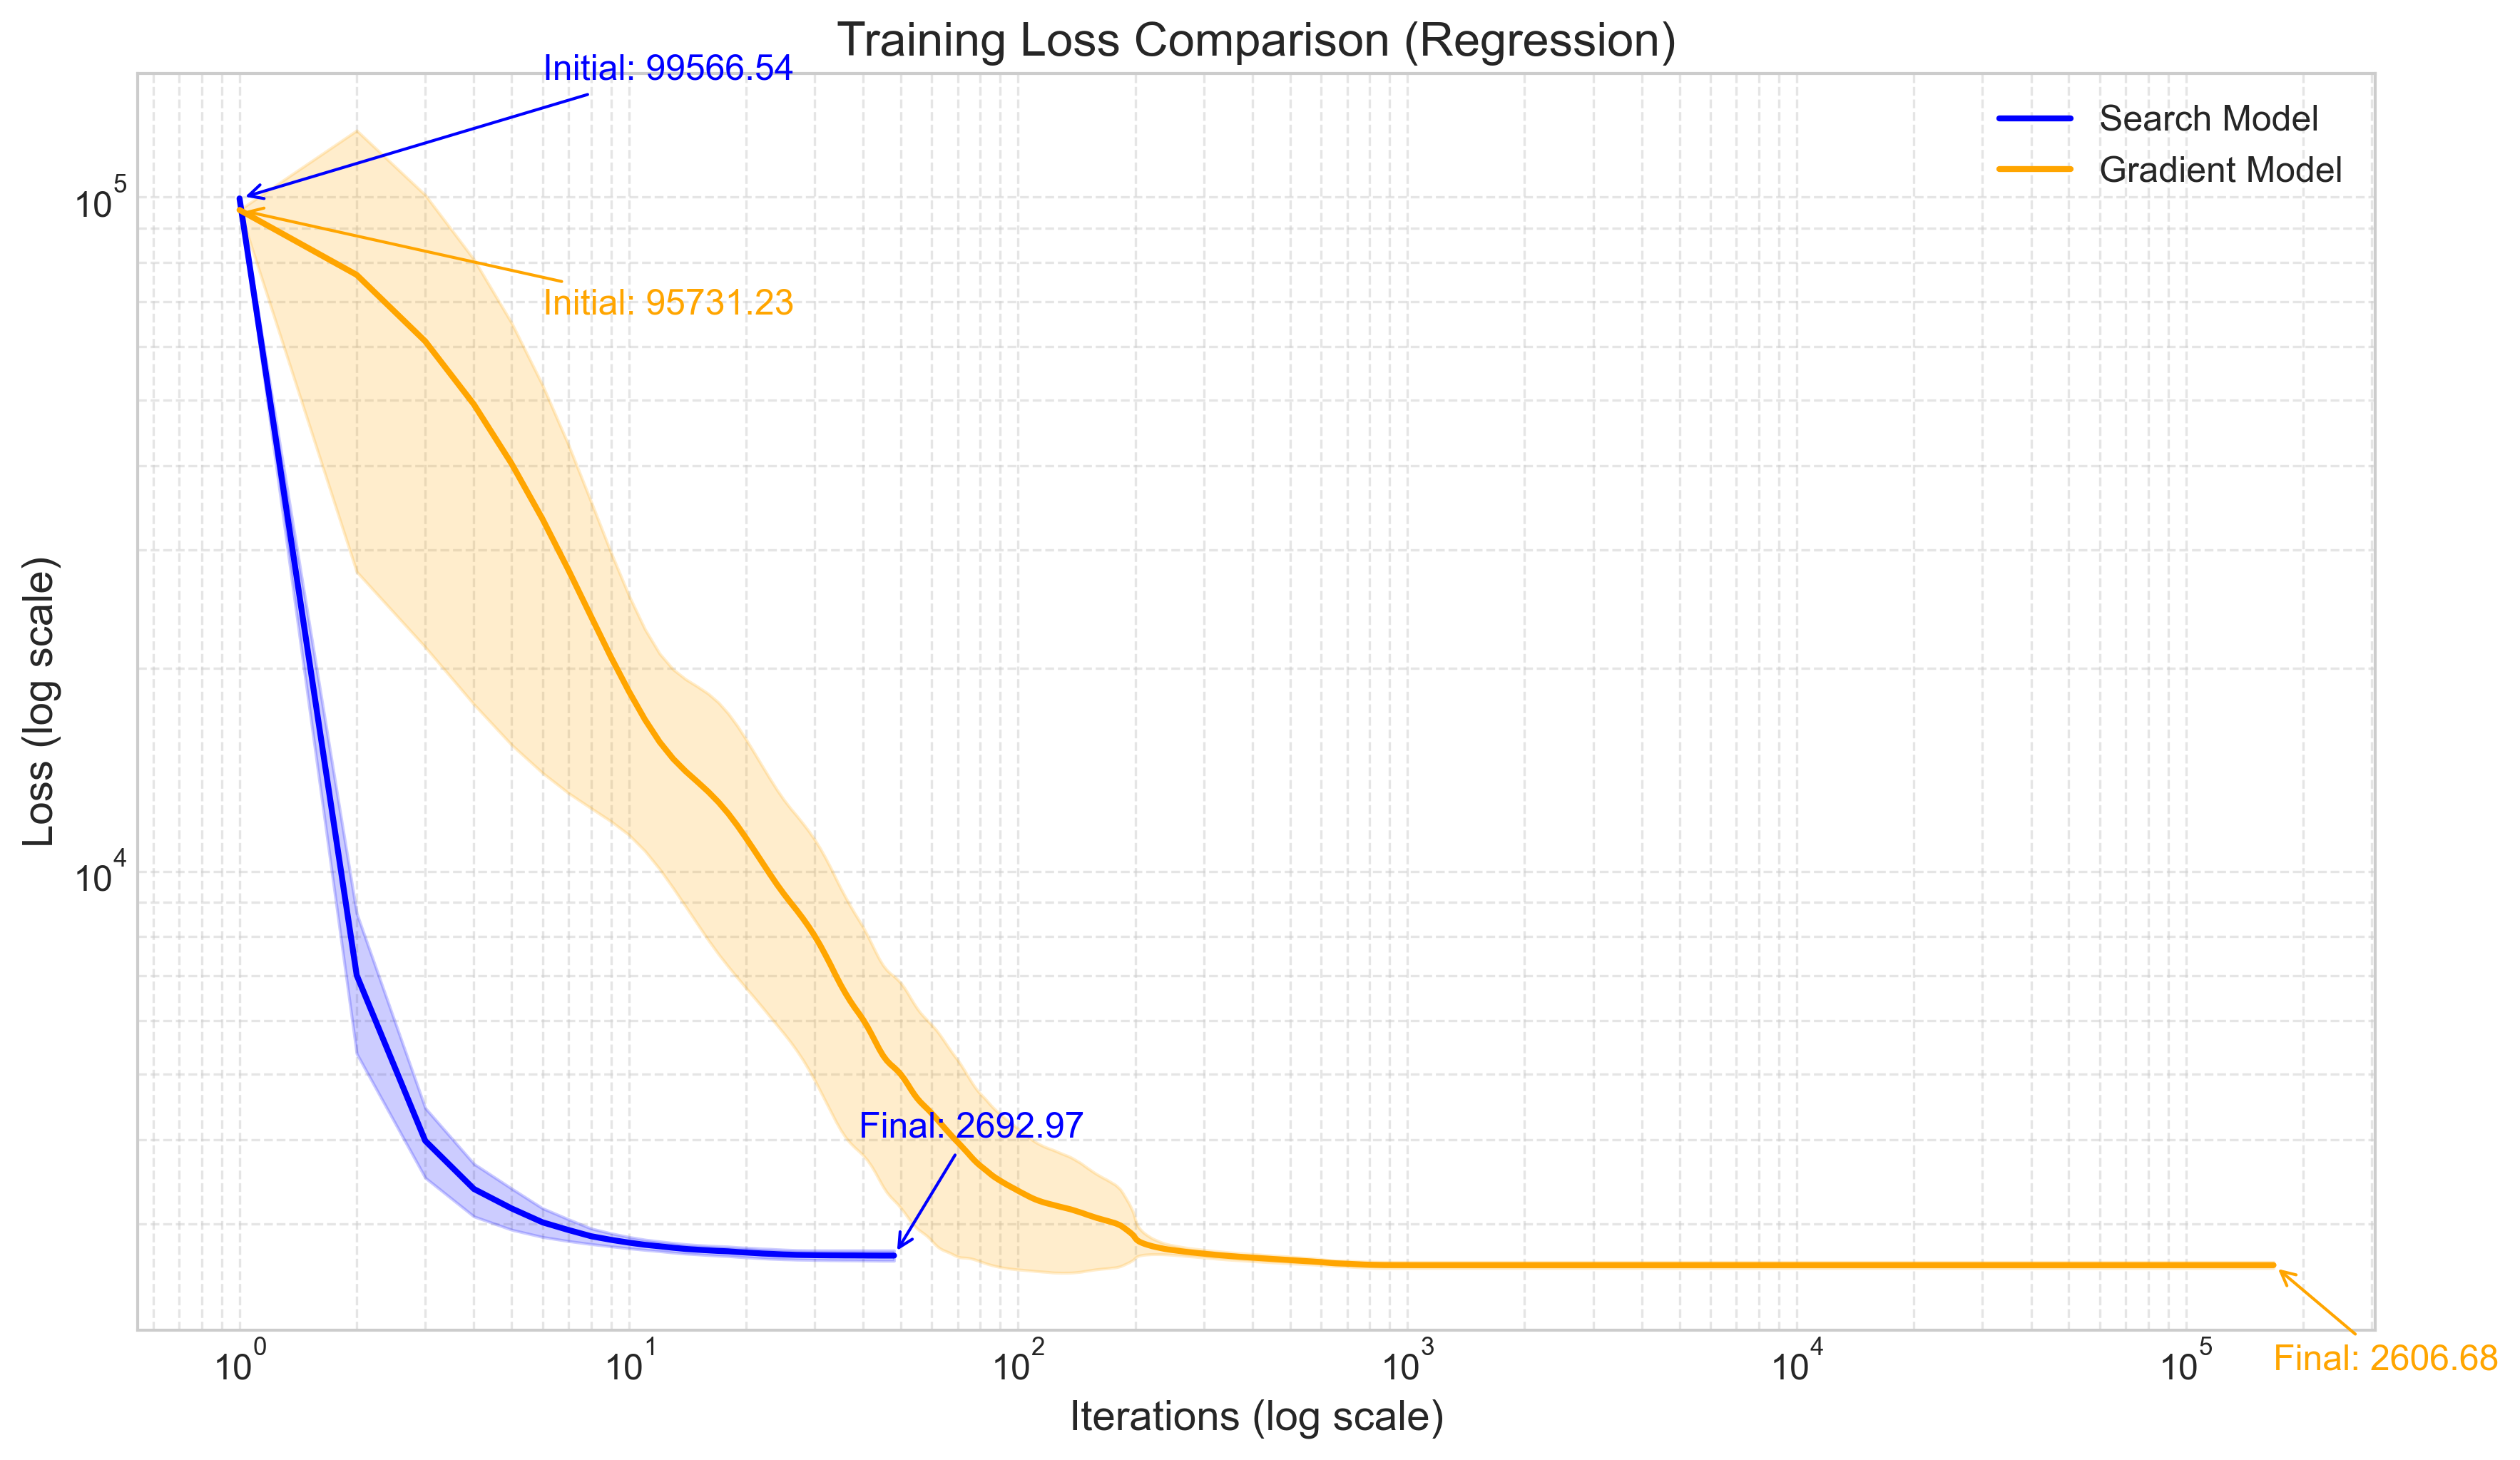 Training Loss Comparison (Regression)
Initial: 99566.54
Search Model
Gradient Model
10^5
Initial: 95731.23
Loss (log scale)
10^4
Final: 2692.97
10^0 10^1 10^2 10^3 10^4 10^5
Final: 2606.68
Iterations (log scale)